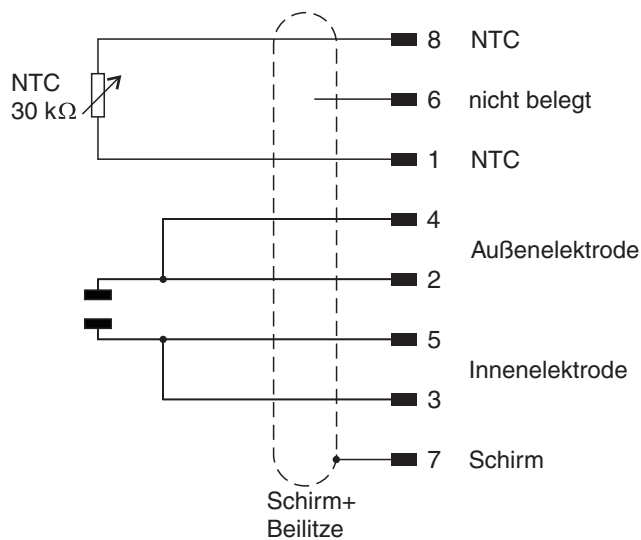 8 NTC
NTC
30 kΩ
6 nicht belegt
1 NTC
4
Außenelektrode
2
5
Innenelektrode
3
7 Schirm
Schirm+
Beilitze